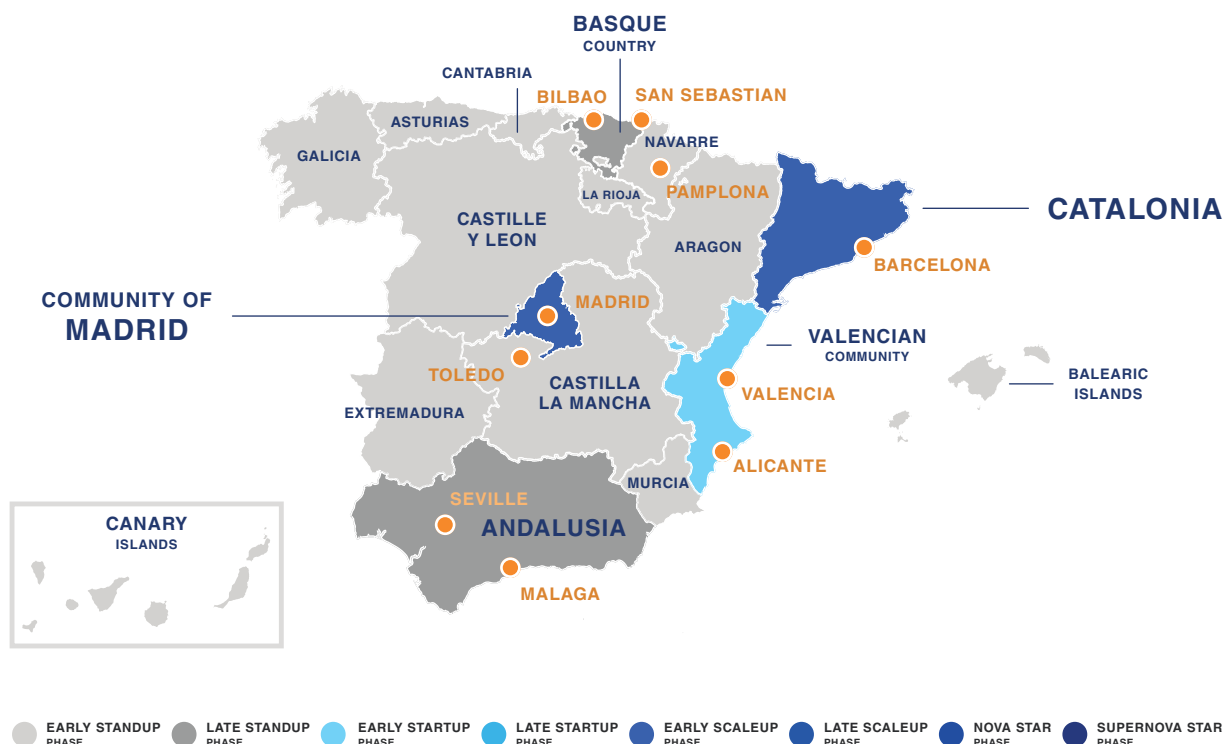 BASQUE
COUNTRY
CANTABRIA
BILBAO
SAN SEBASTIAN
ASTURIAS
GALICIA
NAVARRE
LA RIOJA
PAMPLONA
CASTILLE
Y LEON
ARAGON
CATALONIA
BARCELONA
COMMUNITY OF
MADRID
MADRID
VALENCIAN
COMMUNITY
TOLEDO
CASTILLA
LA MANCHA
VALENCIA
BALEARIC
ISLANDS
EXTREMADURA
ALICANTE
MURCIA
SEVILLE
ANDALUSIA
MALAGA
CANARY
ISLANDS
EARLY STANDUP
PHASE
LATE STANDUP
PHASE
EARLY STARTUP
PHASE
LATE STARTUP
PHASE
EARLY SCALEUP
PHASE
LATE SCALEUP
PHASE
NOVA STAR
PHASE
SUPERNOVA STAR
PHASE